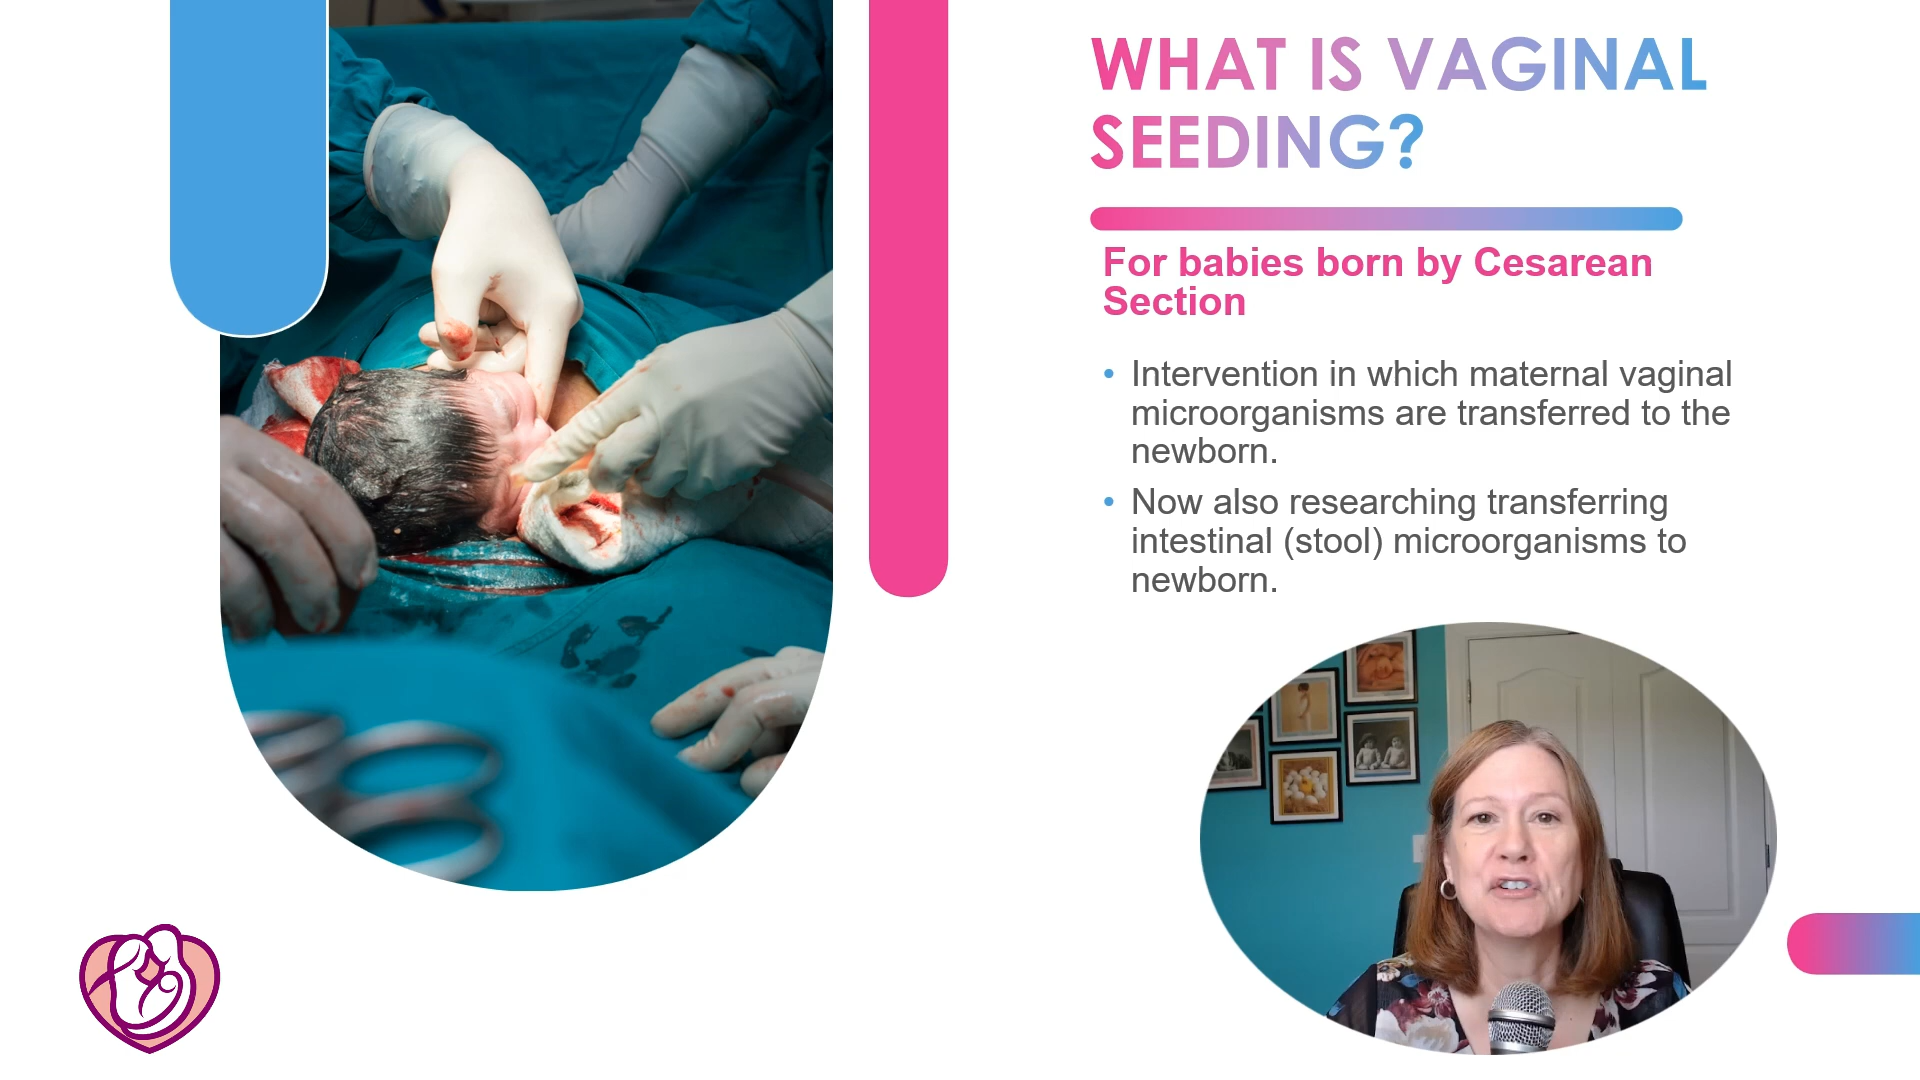 WHAT IS VAGINAL
SEEDING?
For babies born by Cesarean
Section
• Intervention in which maternal vaginal
microorganisms are transferred to the
newborn.
• Now also researching transferring
intestinal (stool) microorganisms to
newborn.